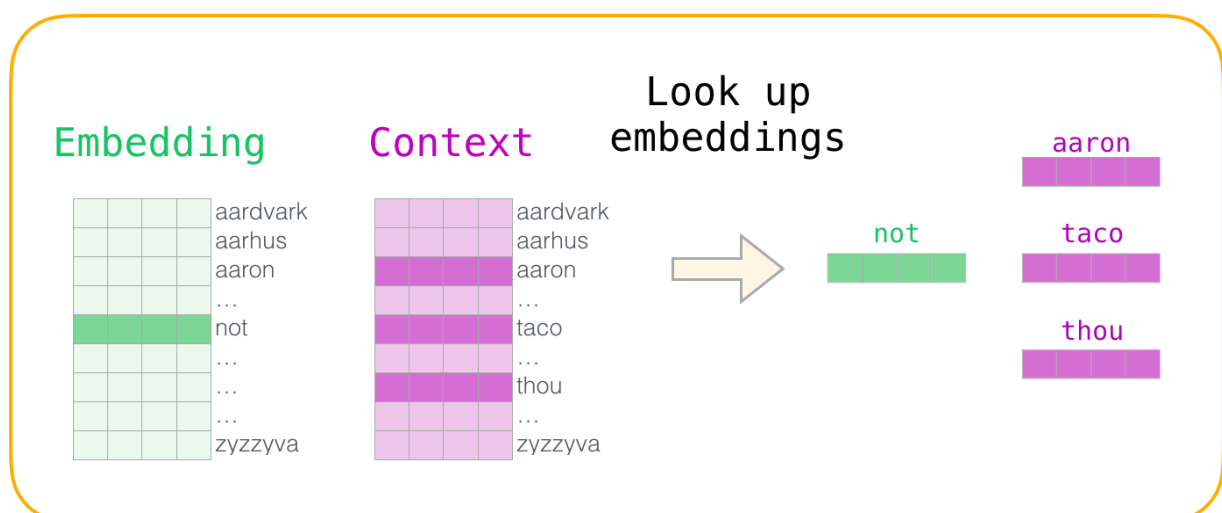 Embedding
aardvark
aarhus
aaron
...
not
...
...
...
zyzzyva
Context
aardvark
aarhus
aaron
...
taco
...
thou
...
zyzzyva
Look up
embeddings
not
aaron
taco
thou